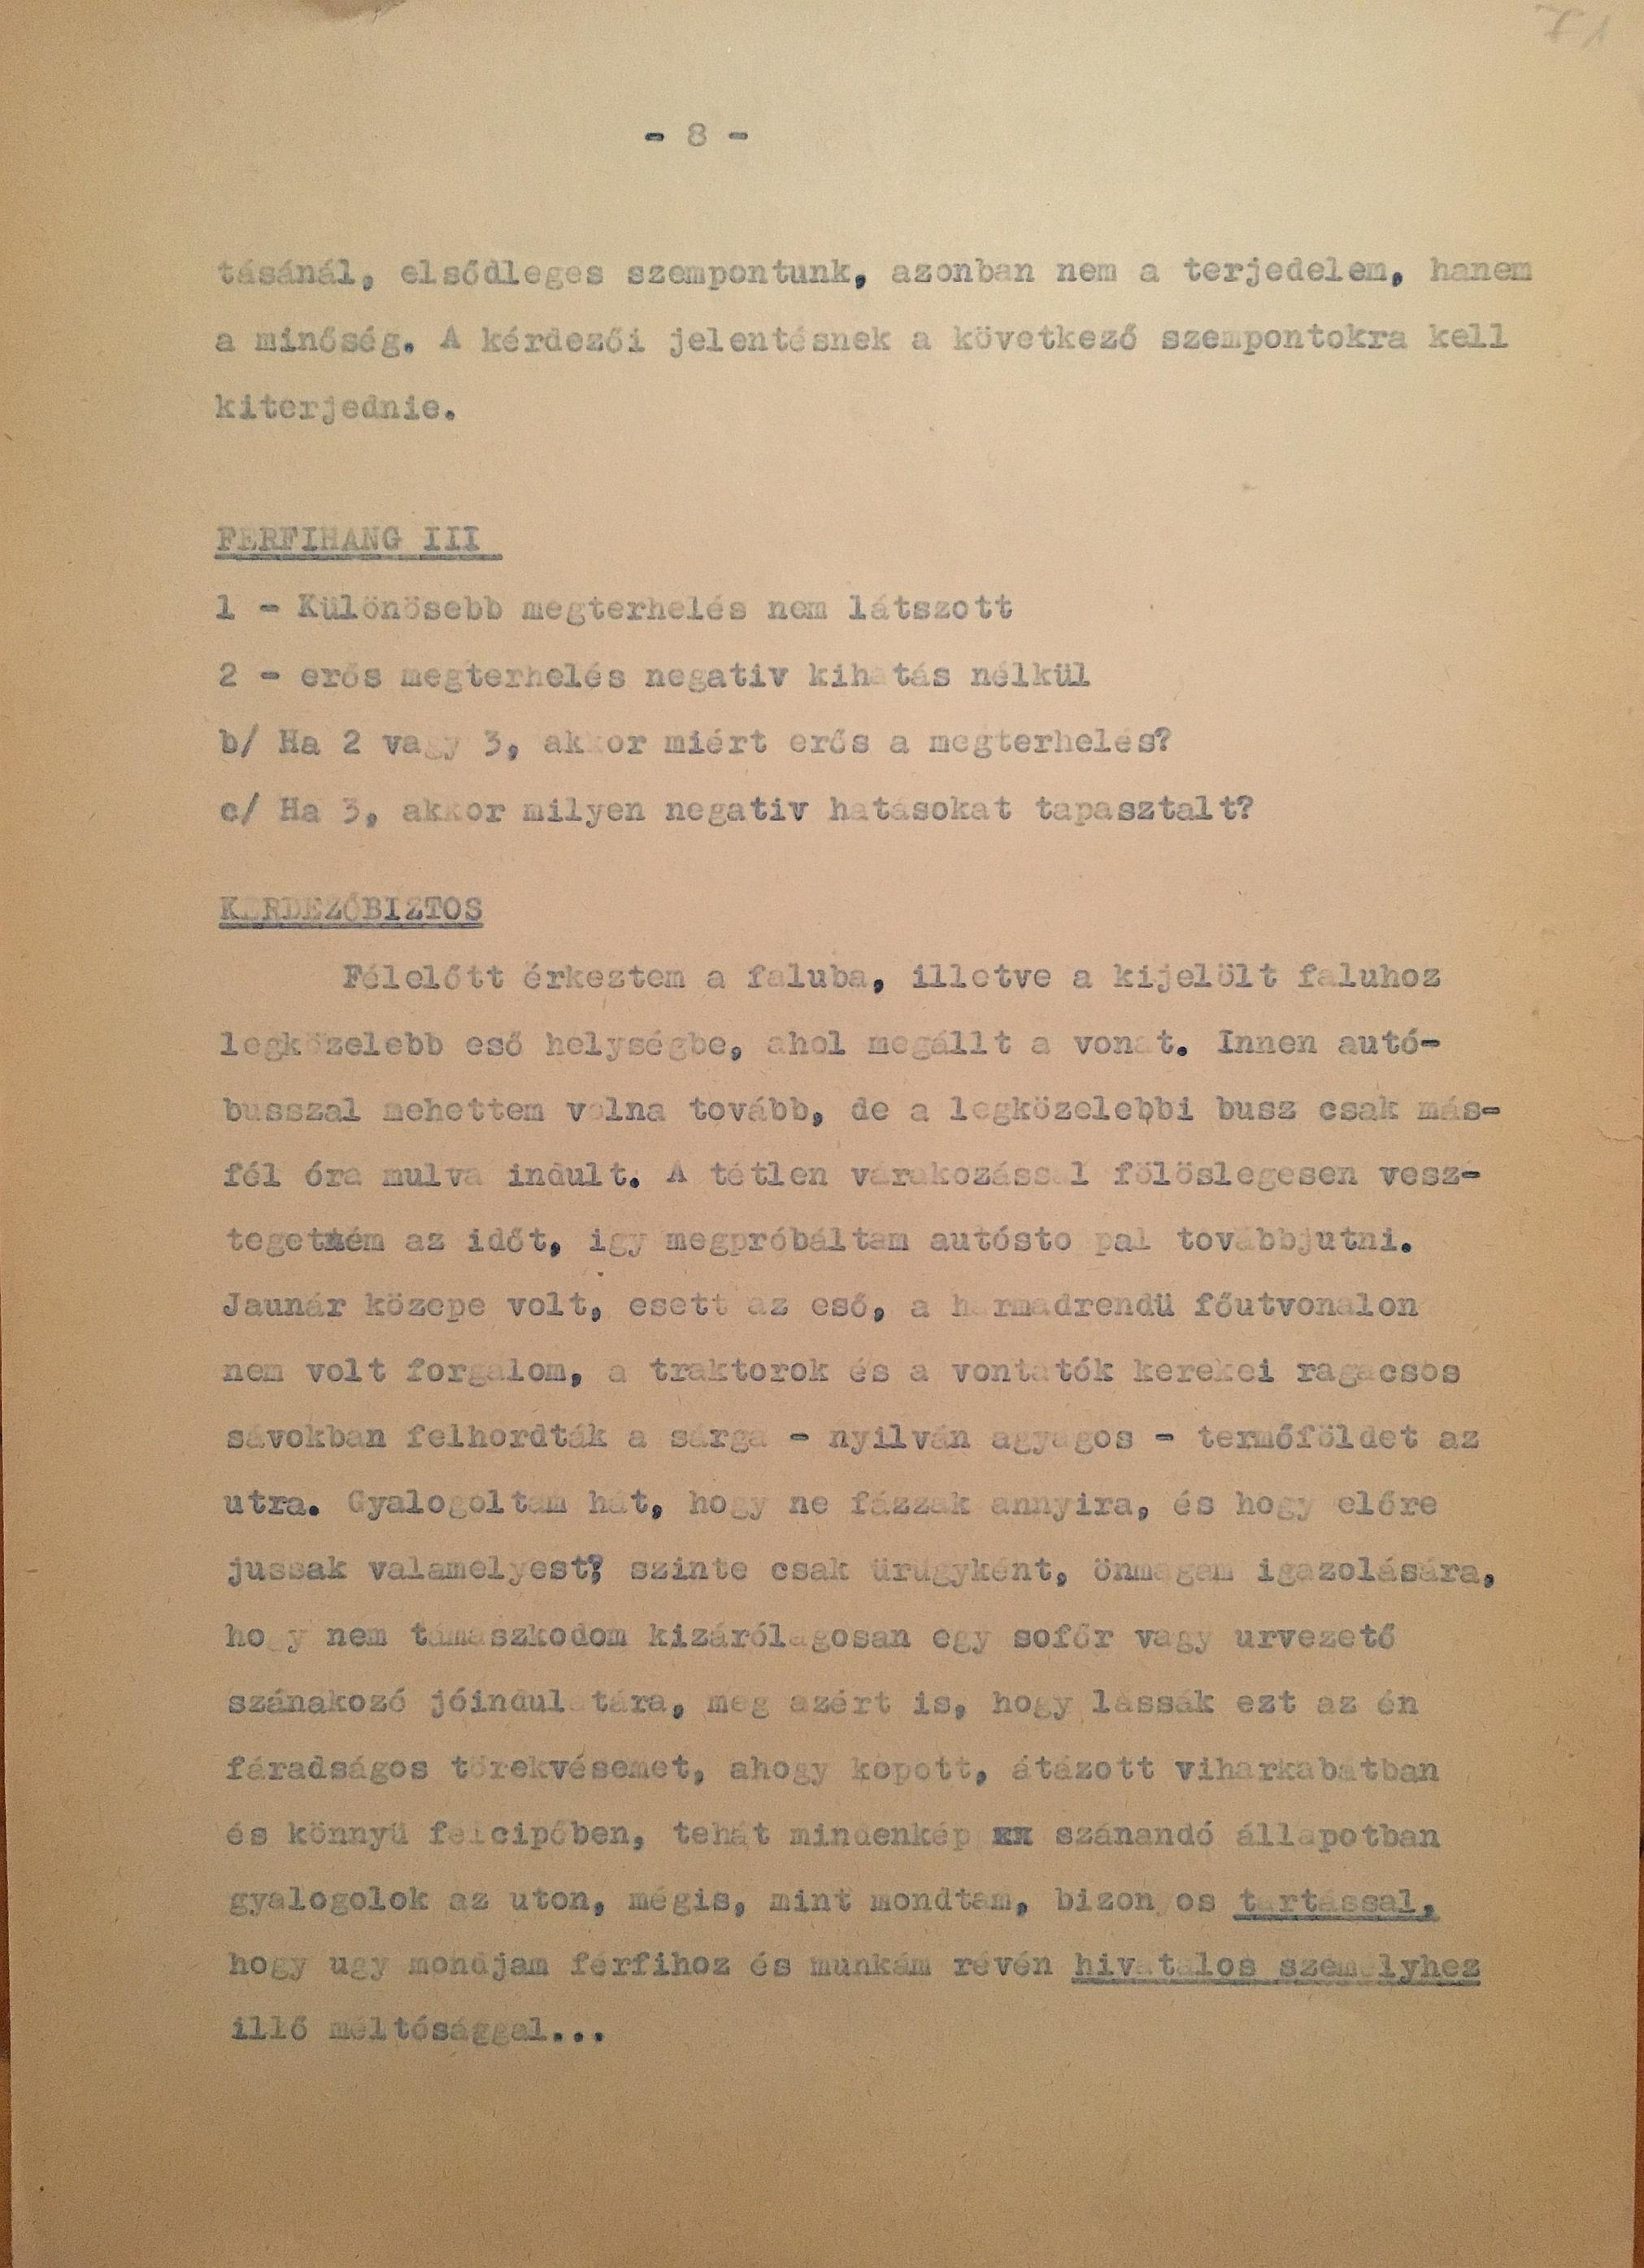 - 8 -
tásánál, elsődleges szempontunk, azonban nem a terjedelem, hanem
a minőség. A kérdezői jelentésnek a következő szempontokra kell
kiterjednie.
FERFIHANG III
1 - Különösebb megterhelés nem látszott
2 - erős megterhelés negativ kihatás nélkül
b/ Ha 2 vagy 3, akkor miért erős a megterhelés?
c/ Ha 3, akkor milyen negativ hatásokat tapasztalt?
KÉRDEZŐBIZTOS
Félelőtt érkeztem a faluba, illetve a kijelölt faluhoz
legközelebb eső helységbe, ahol megállt a vonat. Innen autó-
busszal mehettem volna tovább, de a legközelebbi busz csak más-
fél óra mulva indult. A tétlen várakozással fölöslegesen vesz-
tegetném az időt, igy megpróbáltam autóstoppal továbbjutni.
Jaunár közepe volt, esett az eső, a harmadrendü főutvonalon
nem volt forgalom, a traktorok és a vontatók kerekei ragacsos
sávokban felhordták a sárga - nyilván agyagos - termőföldet az
utra. Gyalogoltam hát, hogy ne fázzak annyira, és hogy előre
jussak valamelyest; szinte csak ürügyként, önmagam igazolására,
hogy nem támaszkodom kizárólagosan egy sofőr vagy urvezető
szánakozó jóindulatára, meg azért is, hogy lássák ezt az én
fáradságos törekvésemet, ahogy kopott, átázott viharkabátban
és könnyü félcipőben, tehát mindenkép xx szánandó állapotban
gyalogolok az uton, mégis, mint mondtam, bizonyos tartással,
hogy ugy mondjam férfihoz és munkám révén hivatalos személyhez
illő méltósággal...